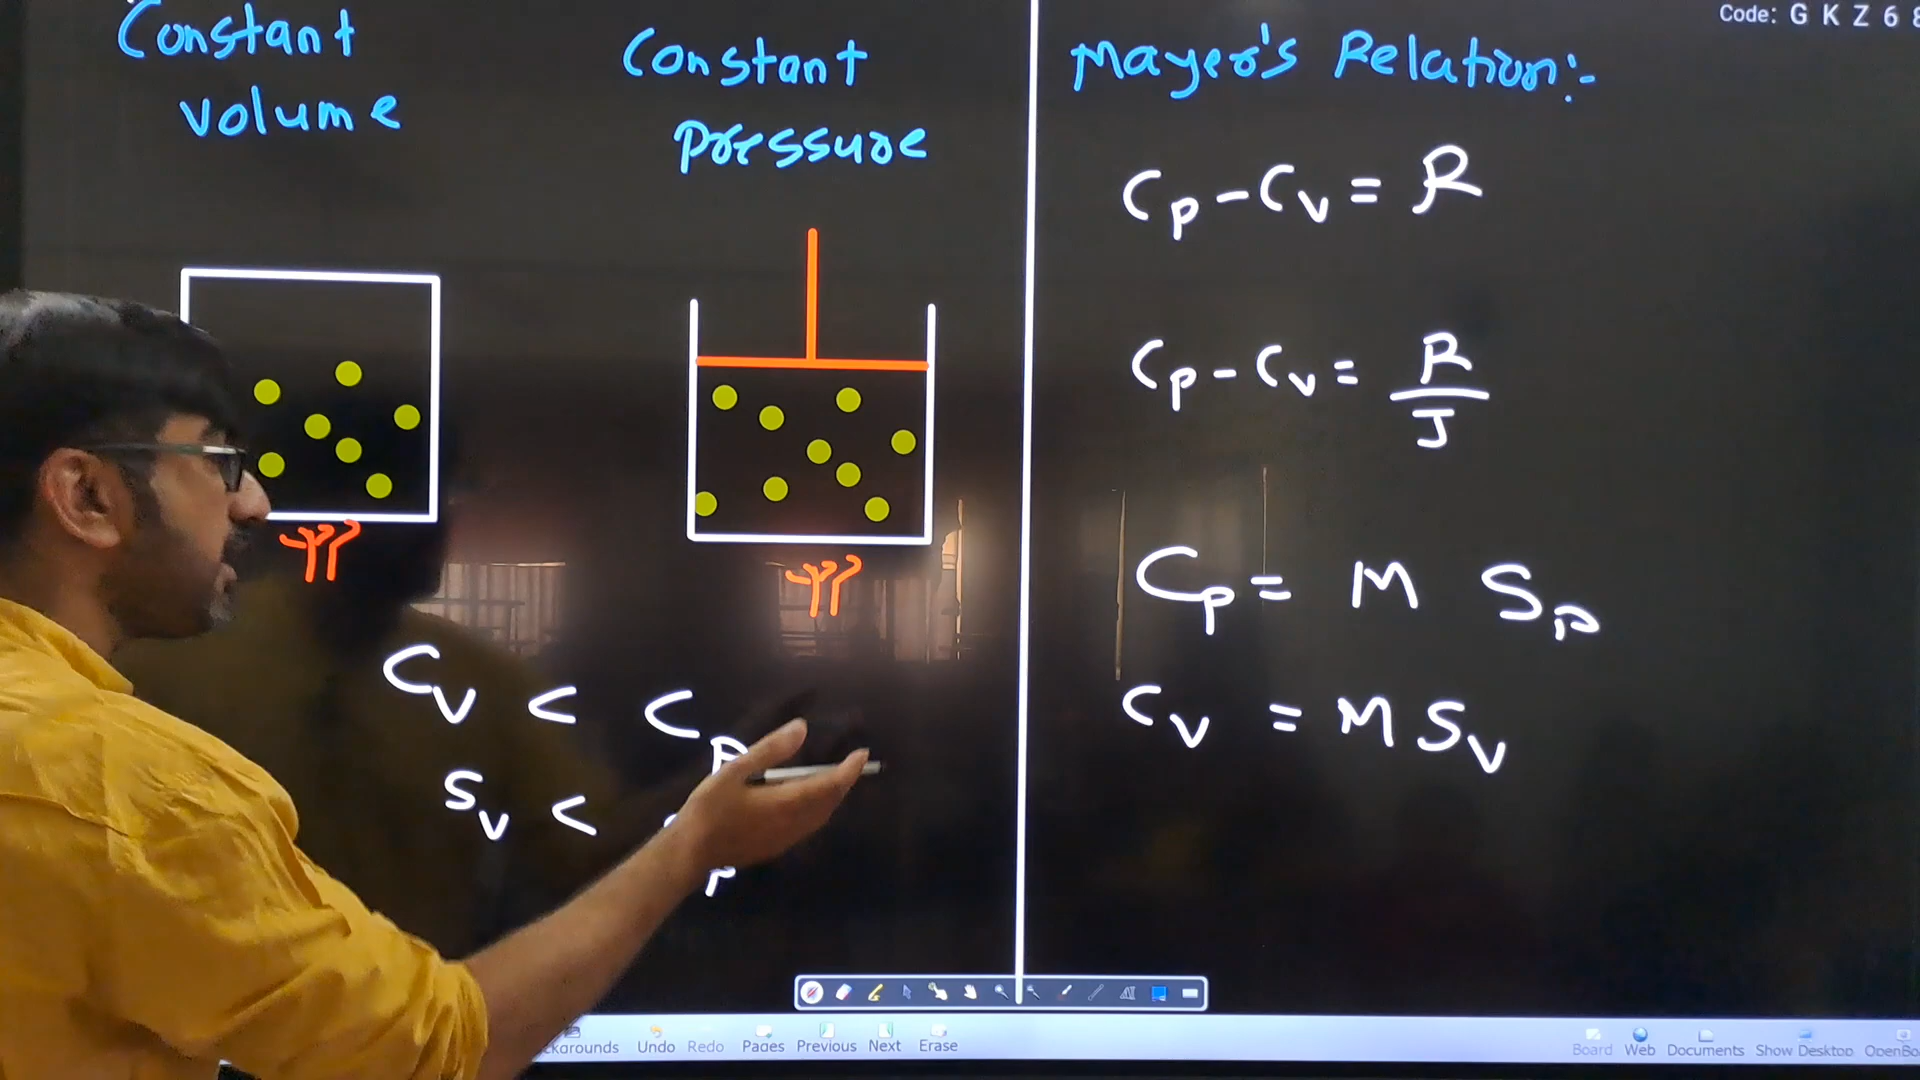 Code: G K Z 6 8
Constant
volume
Constant
pressure
Cv < Cp
Sv <
Mayer's Relation:-
Cp - Cv = R
Cp - Cv = R/J
Cp = M Sp
Cv = M Sv
Undo Redo Pages Previous Next Erase
Board Web Documents Show Desktop